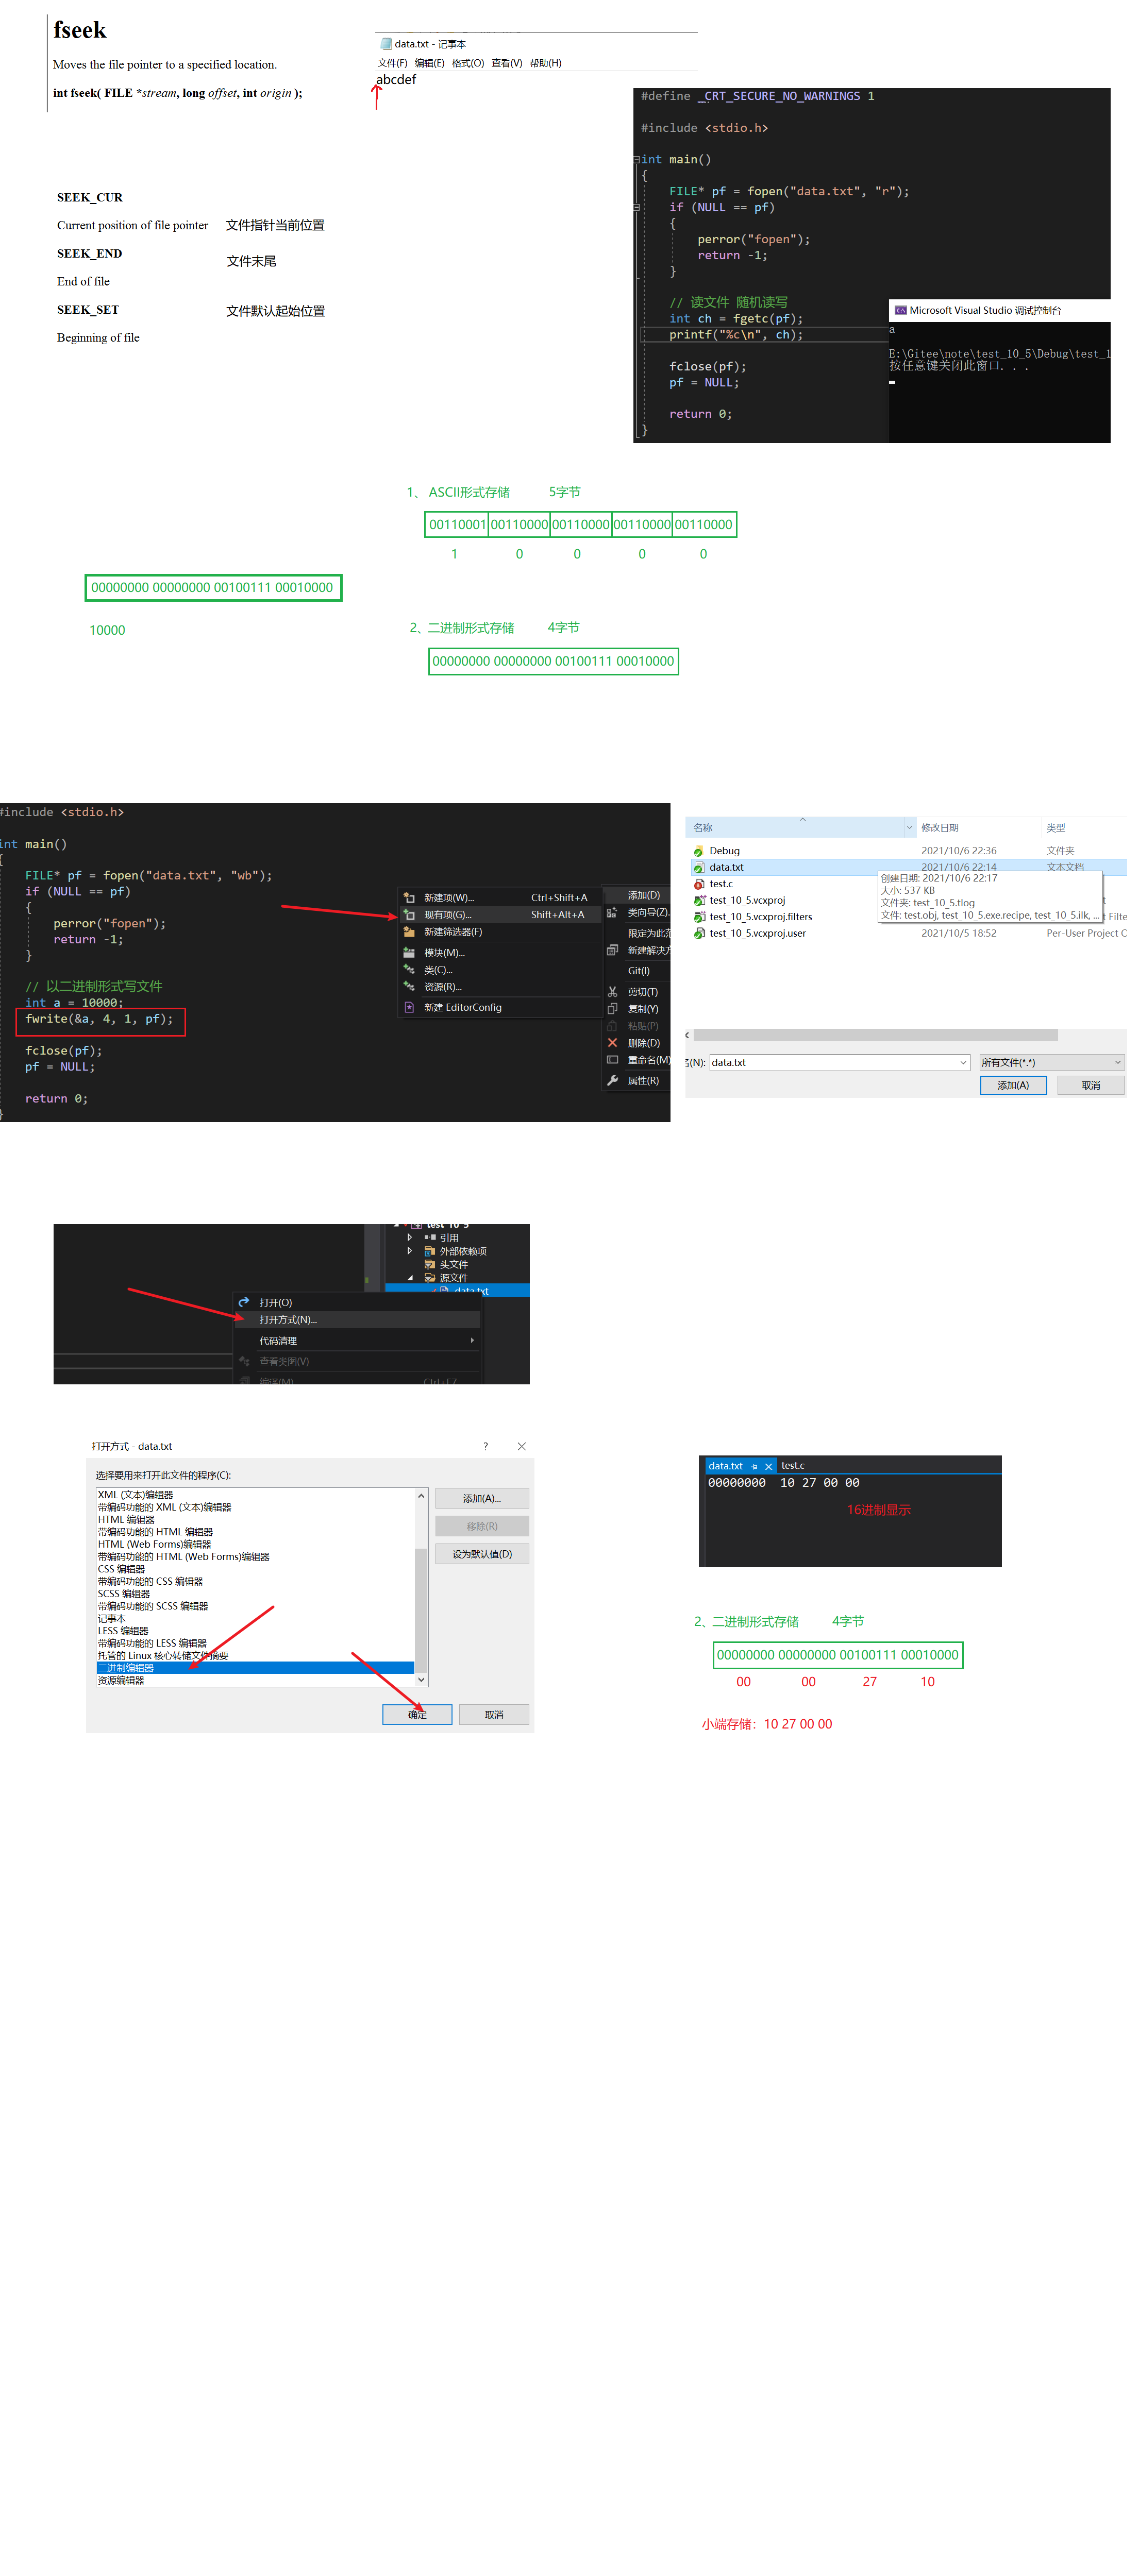 fseek
Moves the file pointer to a specified location.
int fseek( FILE *stream, long offset, int origin );
data.txt - 记事本
文件(F) 编辑(E) 格式(O) 查看(V) 帮助(H)
abcdef
SEEK_CUR
Current position of file pointer 文件指针当前位置
SEEK_END
文件末尾
End of file
SEEK_SET 文件默认起始位置
Beginning of file
#define _CRT_SECURE_NO_WARNINGS 1
#include <stdio.h>
int main()
{
FILE* pf = fopen("data.txt", "r");
if (NULL == pf)
{
perror("fopen");
return -1;
}
// 读文件 随机读写
int ch = fgetc(pf);
printf("%c\n", ch);
fclose(pf);
pf = NULL;
return 0;
}
Microsoft Visual Studio 调试控制台
a
E:\Gitee\note\test_10_5\Debug\test_1
按任意键关闭此窗口. . .
1、 ASCII形式存储 5字节
00110001 00110000 00110000 00110000 00110000
1 0 0 0 0
00000000 00000000 00100111 00010000
10000
2、二进制形式存储 4字节
00000000 00000000 00100111 00010000
#include <stdio.h>
int main()
{
FILE* pf = fopen("data.txt", "wb");
if (NULL == pf)
{
perror("fopen");
return -1;
}
// 以二进制形式写文件
int a = 10000;
fwrite(&a, 4, 1, pf);
fclose(pf);
pf = NULL;
return 0;
}
新建项(W)... Ctrl+Shift+A
现有项(G)... Shift+Alt+A
新建筛选器(F)
模块(M)...
类(C)...
资源(R)...
新建 EditorConfig
添加(D)
类向导(Z)..
限定为此范
新建解决方
Git(I)
剪切(T)
复制(Y)
粘贴(P)
删除(D)
重命名(M)
属性(R)
名称 修改日期 类型
Debug 2021/10/6 22:36 文件夹
data.txt 2021/10/6 22:14 文本文档
test.c
test_10_5.vcxproj
test_10_5.vcxproj.filters
test_10_5.vcxproj.user 2021/10/5 18:52 Per-User Project O
创建日期: 2021/10/6 22:17
大小: 537 KB
文件夹: test_10_5.tlog
文件: test.obj, test_10_5.exe.recipe, test_10_5.ilk, ...
(N): data.txt 所有文件(*.*)
添加(A) 取消
test_10_5
引用
外部依赖项
头文件
源文件
data.txt
打开(O)
打开方式(N)...
代码清理
查看类图(V)
编译(M) Ctrl+F7
打开方式 - data.txt
选择要用来打开此文件的程序(C):
XML (文本)编辑器
带编码功能的 XML (文本)编辑器
HTML 编辑器
带编码功能的 HTML 编辑器
HTML (Web Forms)编辑器
带编码功能的 HTML (Web Forms)编辑器
CSS 编辑器
带编码功能的 CSS 编辑器
SCSS 编辑器
带编码功能的 SCSS 编辑器
记事本
LESS 编辑器
带编码功能的 LESS 编辑器
托管的 Linux 核心转储文件摘要
二进制编辑器
资源编辑器
添加(A)...
移除(R)
设为默认值(D)
确定 取消
data.txt test.c
00000000 10 27 00 00
16进制显示
2、二进制形式存储 4字节
00000000 00000000 00100111 00010000
00 00 27 10
小端存储：10 27 00 00